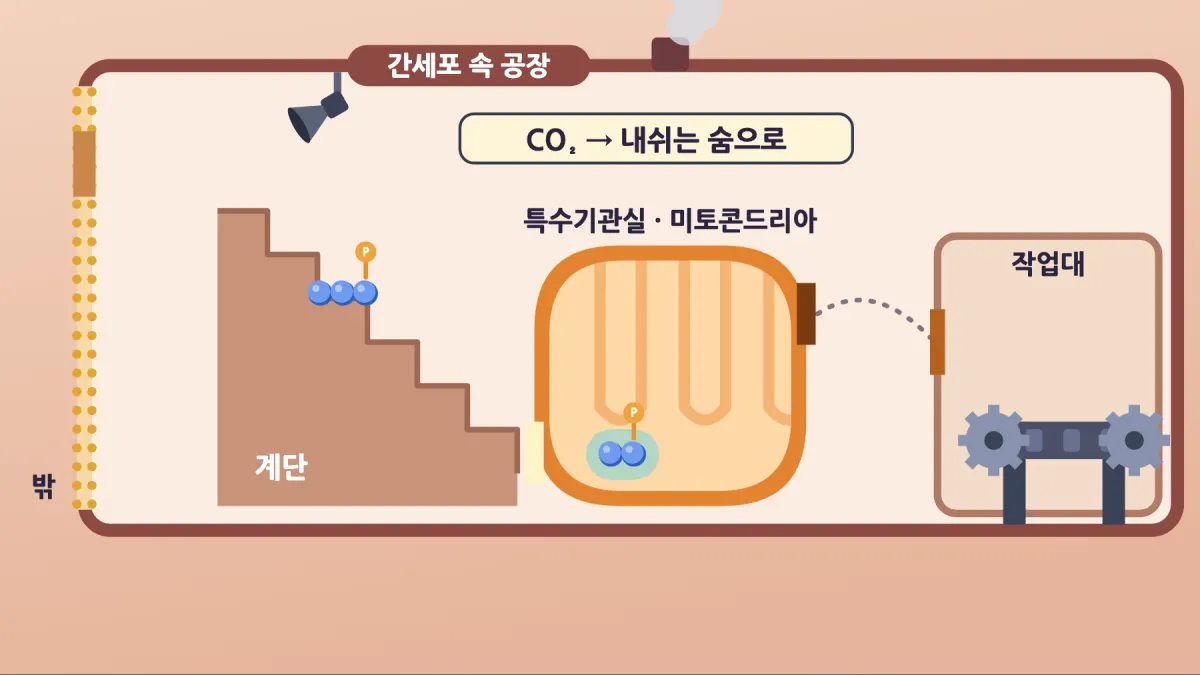 간세포 속 공장
CO₂ → 내쉬는 숨으로
특수기관실 · 미토콘드리아
작업대
P
P
계단
밖